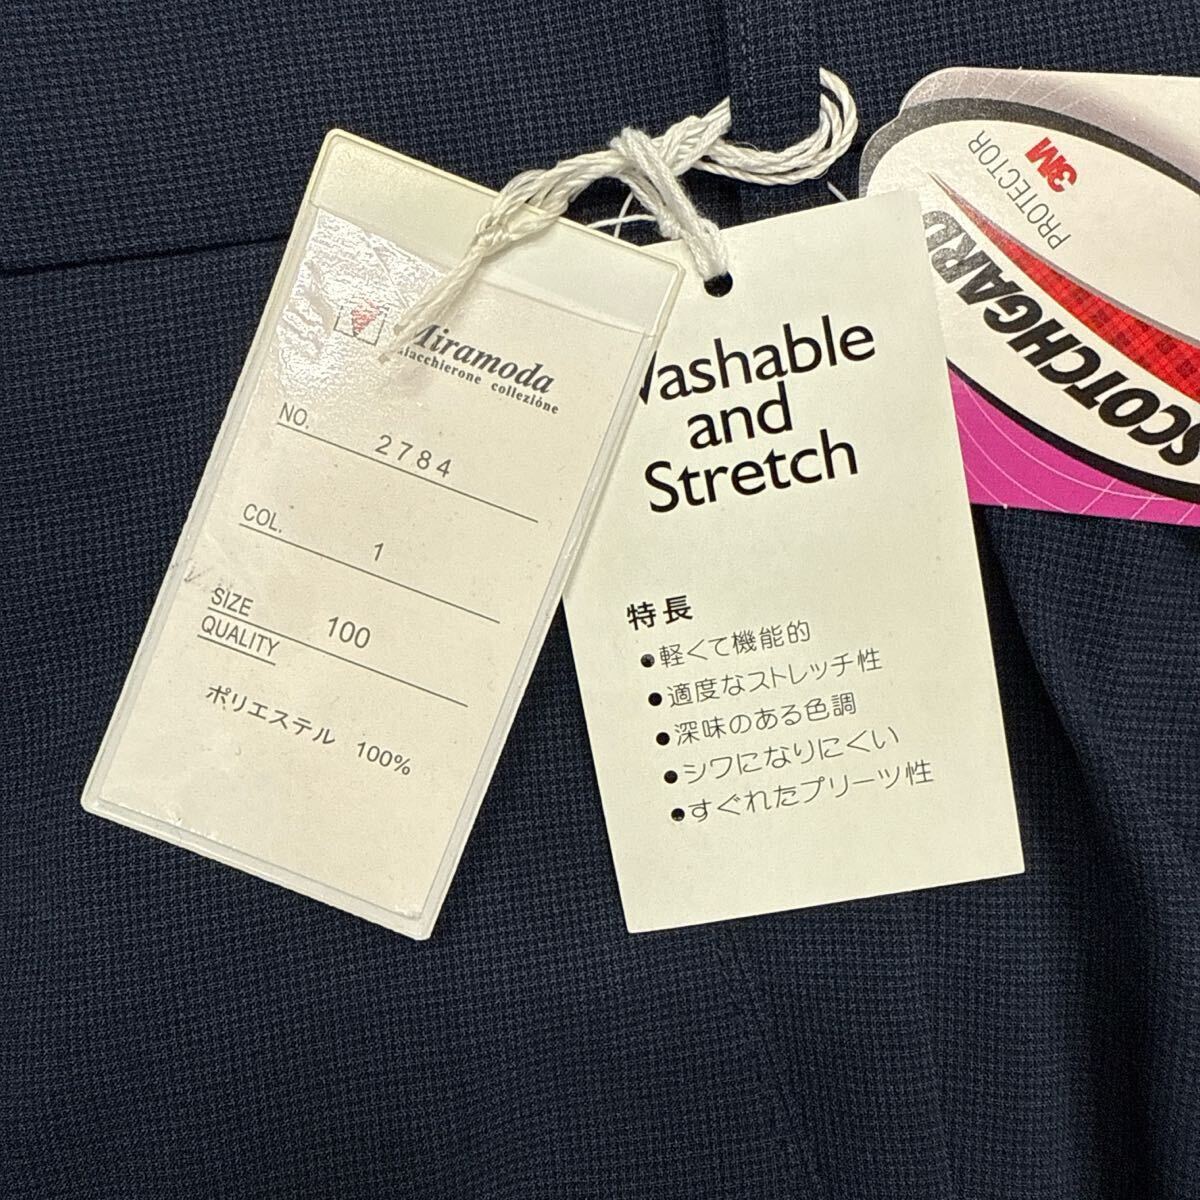 Miramoda
collezióne
NO. 2784
COL. 1
SIZE 100
QUALITY
ポリエステル 100%
Washable
and
Stretch
特長
●軽くて機能的
●適度なストレッチ性
●深味のある色調
●シワになりにくい
●すぐれたプリーツ性
3M
PROTECTOR
SCOTCHGARD